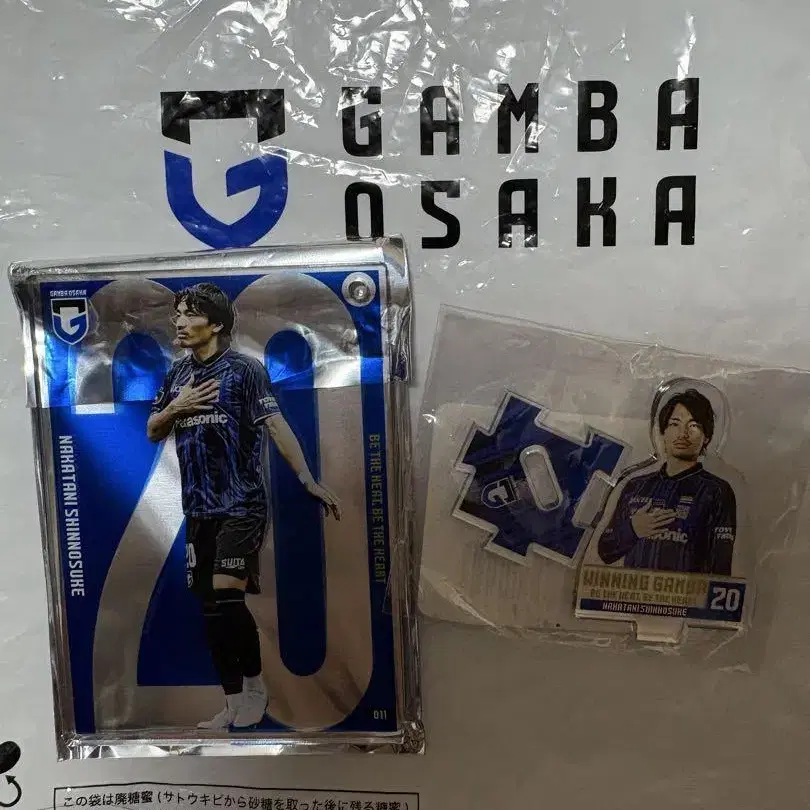 GAMBA
OSAKA
GAMBA OSAKA
20
NAKATANI SHINNOSUKE
BE THE HEAT, BE THE HEART
Panasonic
20
SUITA
011
WINNING GAMBA
BE THE HEAT, BE THE HEART
NAKATANI SHINNOSUKE
20
この袋は廃糖蜜(サトウキビから砂糖を取った後に残る糖蜜)